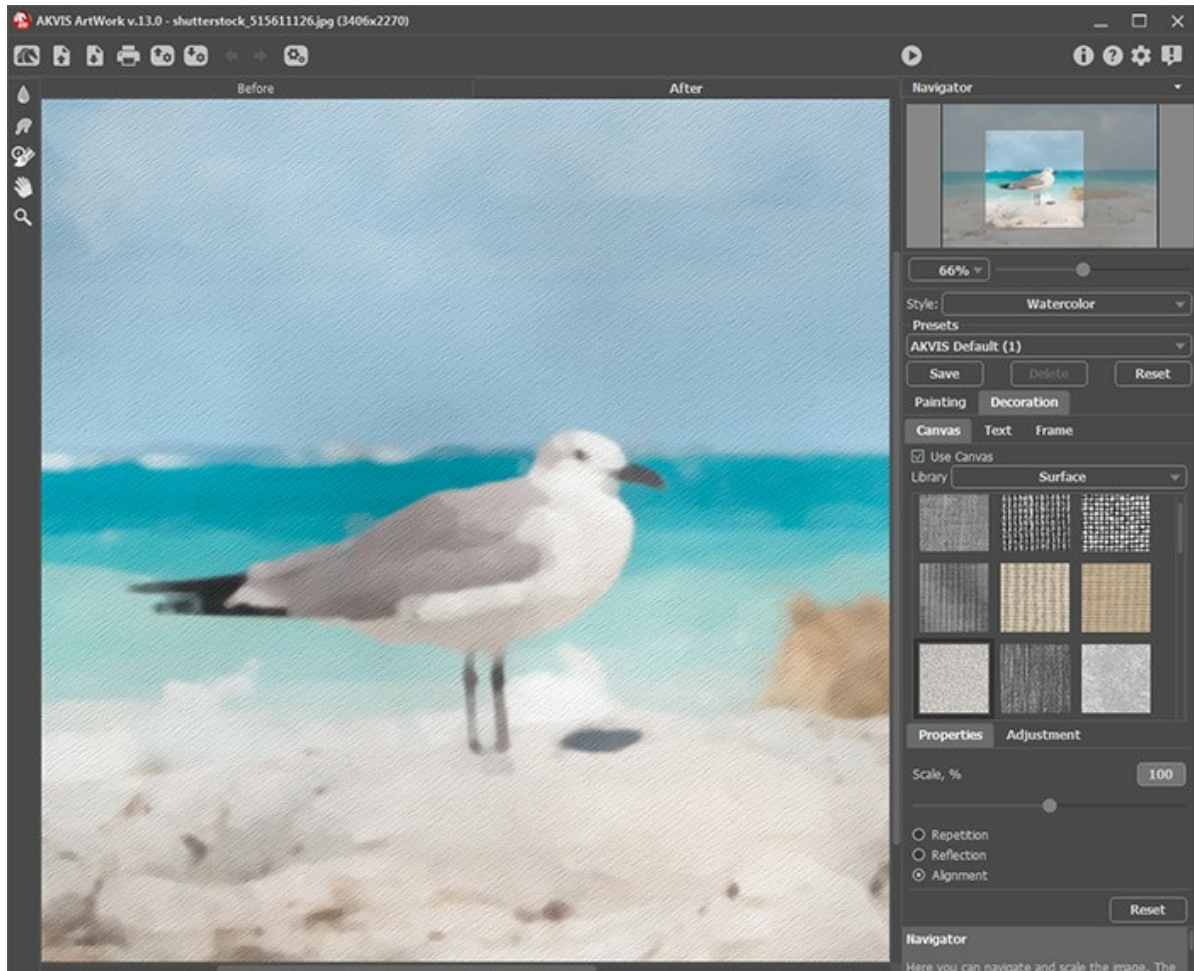 AKVIS ArtWork v.13.0 - shutterstock_515611126.jpg (3406x2270)
Before After
Navigator
66%
Style: Watercolor
Presets
AKVIS Default (1)
Save Delete Reset
Painting Decoration
Canvas Text Frame
Use Canvas
Library Surface
Properties Adjustment
Scale, % 100
Repetition
Reflection
Alignment
Reset
Navigator
Here you can navigate and scale the image. The